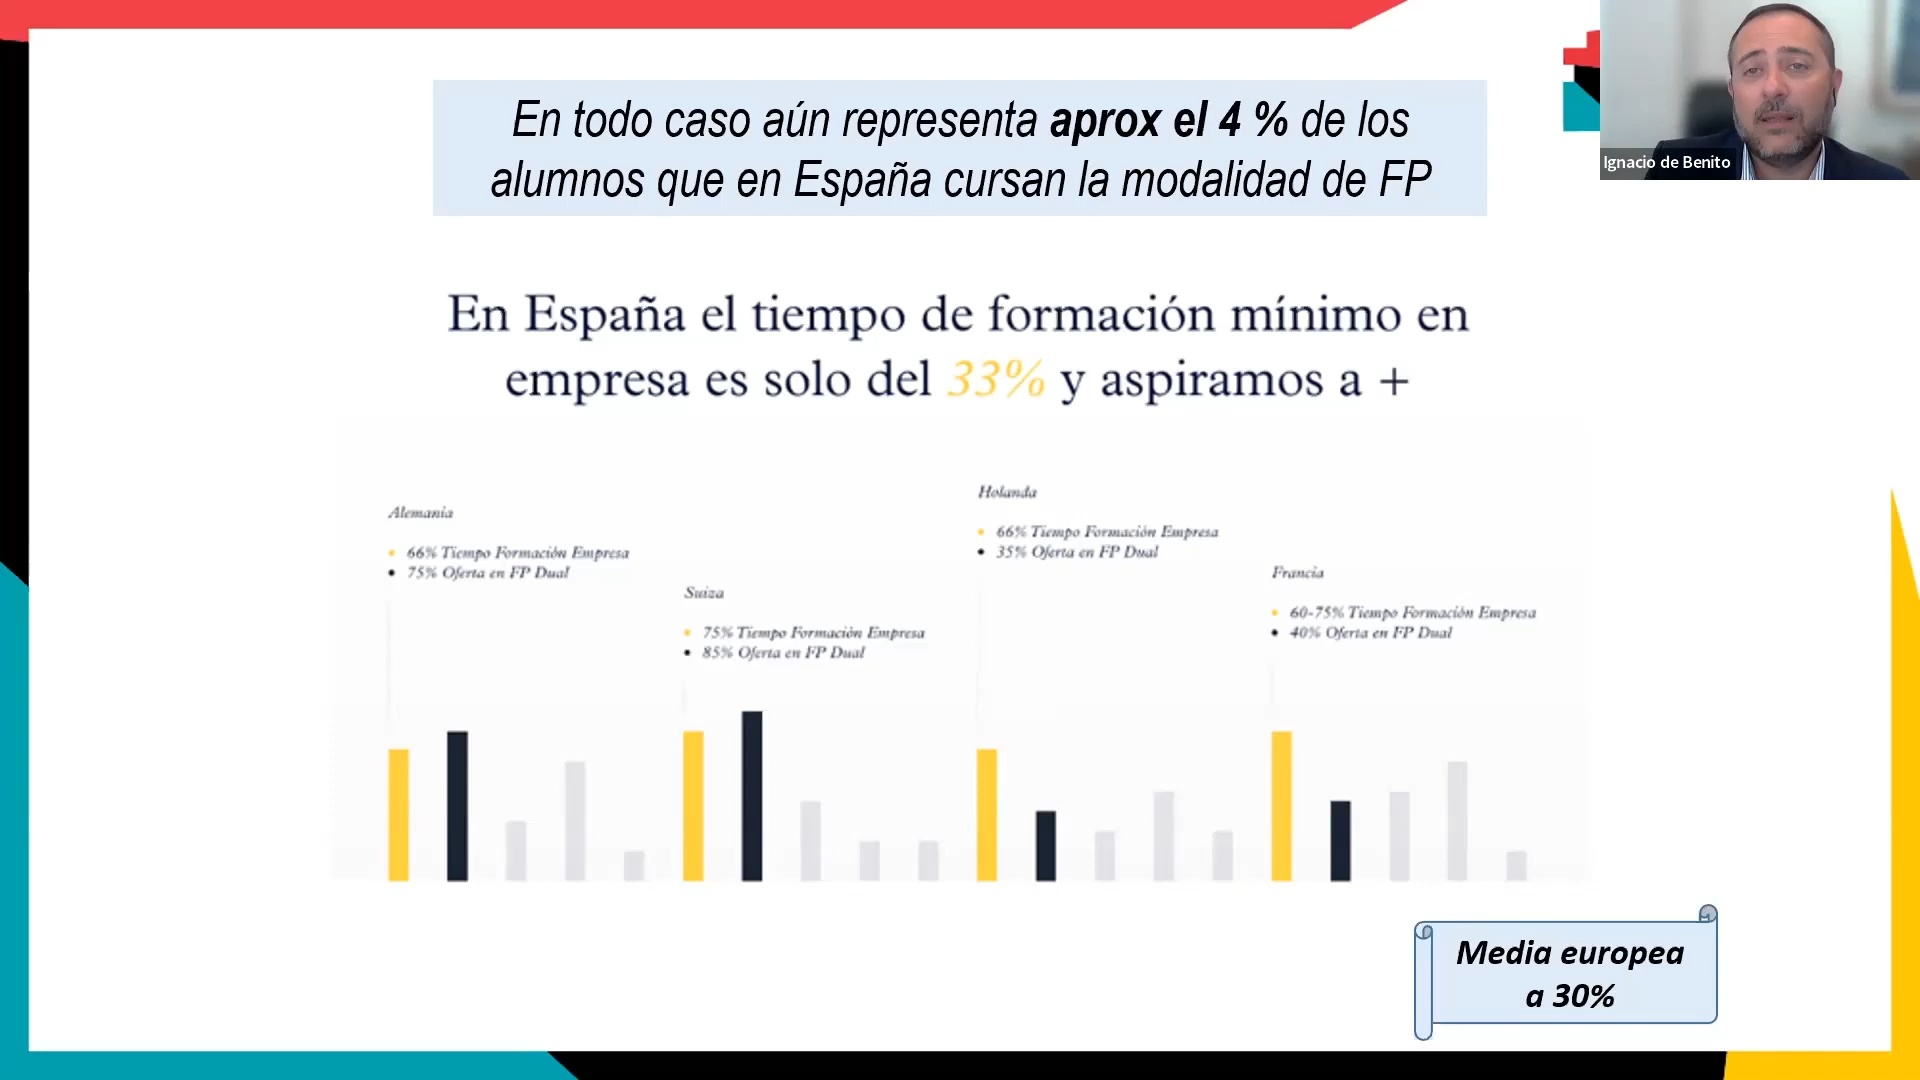 En todo caso aún representa aprox el 4 % de los
alumnos que en España cursan la modalidad de FP
Ignacio de Benito
En España el tiempo de formación mínimo en
empresa es solo del 33% y aspiramos a +
Alemania
• 66% Tiempo Formación Empresa
• 75% Oferta en FP Dual
Suiza
• 75% Tiempo Formación Empresa
• 85% Oferta en FP Dual
Holanda
• 66% Tiempo Formación Empresa
• 35% Oferta en FP Dual
Francia
• 60-75% Tiempo Formación Empresa
• 40% Oferta en FP Dual
Media europea
a 30%